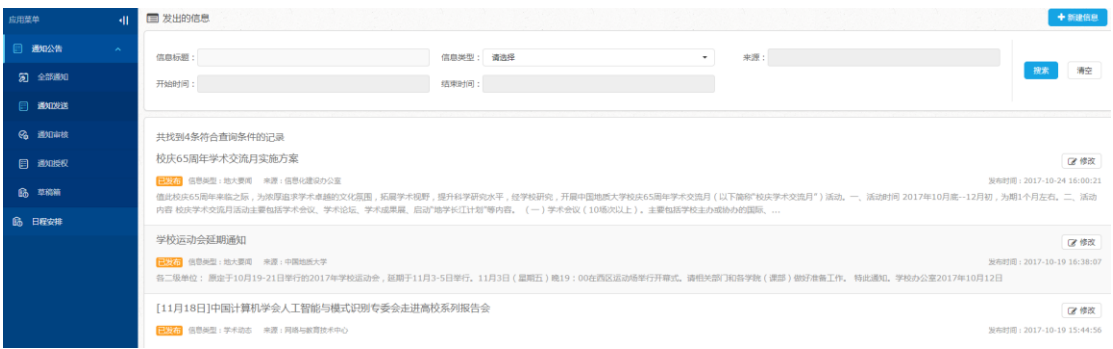 应用菜单
发出的信息
新建信息
通知公告
全部通知
通知发送
通知审核
通知授权
草稿箱
日程安排
信息标题：
信息类型： 请选择
来源：
开始时间：
结束时间：
搜索
清空
共找到4条符合查询条件的记录
校庆65周年学术交流月实施方案
修改
已发布 信息类型：地大要闻 来源：信息化建设办公室
发布时间：2017-10-24 16:00:21
值此校庆65周年来临之际，为浓厚追求学术卓越的文化氛围，拓展学术视野，提升科学研究水平，经学校研究，开展中国地质大学校庆65周年学术交流月（以下简称"校庆学术交流月"）活动。一、活动时间 2017年10月底--12月初，为期1个月左右。二、活动
内容 校庆学术交流月活动主要包括学术会议、学术论坛、学术成果展、启动"地学长江计划"等内容。（一）学术会议（10场次以上）。主要包括学校主办或协办的国际、...
学校运动会延期通知
修改
已发布 信息类型：地大要闻 来源：中国地质大学
发布时间：2017-10-19 16:38:07
各二级单位： 原定于10月19-21日举行的2017年学校运动会，延期于11月3-5日举行。11月3日（星期五）晚19：00在西区运动场举行开幕式。请相关部门和各学院（课部）做好准备工作。 特此通知。学校办公室2017年10月12日
[11月18日]中国计算机学会人工智能与模式识别专委会走进高校系列报告会
修改
已发布 信息类型：学术动态 来源：网络与教育技术中心
发布时间：2017-10-19 15:44:56